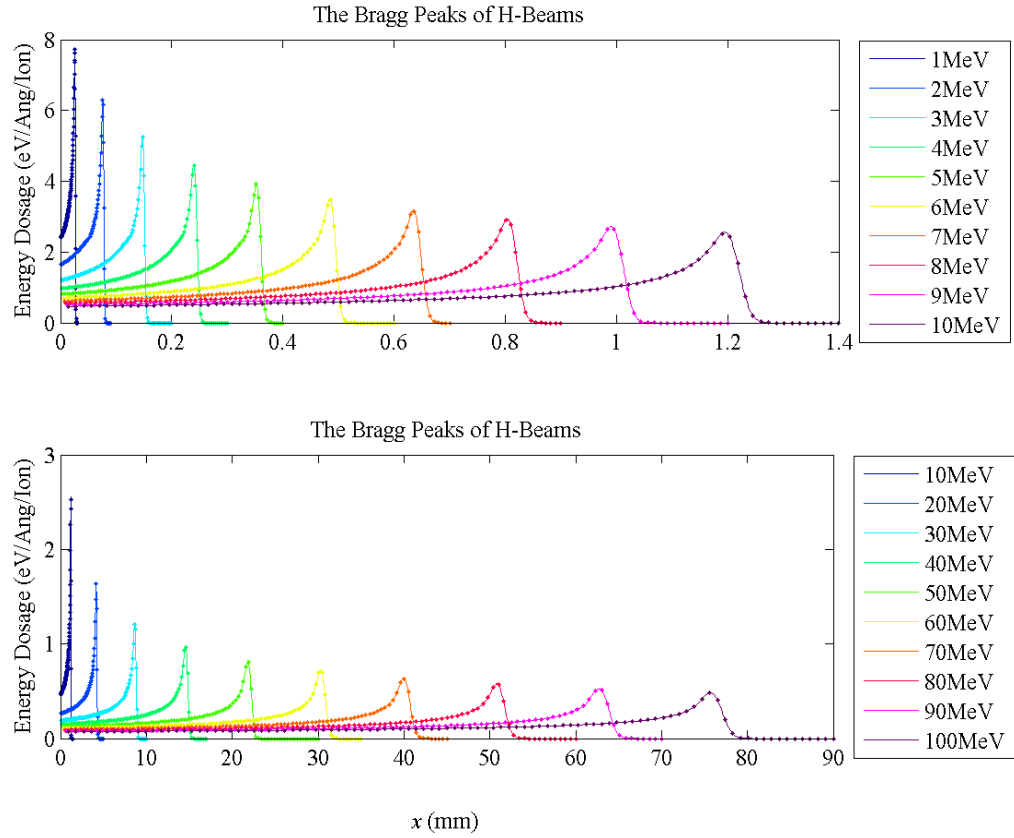 The Bragg Peaks of H-Beams
Energy Dosage (eV/Ang/Ion)
8
6
4
2
0
0 0.2 0.4 0.6 0.8 1 1.2 1.4
1MeV
2MeV
3MeV
4MeV
5MeV
6MeV
7MeV
8MeV
9MeV
10MeV
The Bragg Peaks of H-Beams
Energy Dosage (eV/Ang/Ion)
3
2
1
0
0 10 20 30 40 50 60 70 80 90
10MeV
20MeV
30MeV
40MeV
50MeV
60MeV
70MeV
80MeV
90MeV
100MeV
x (mm)